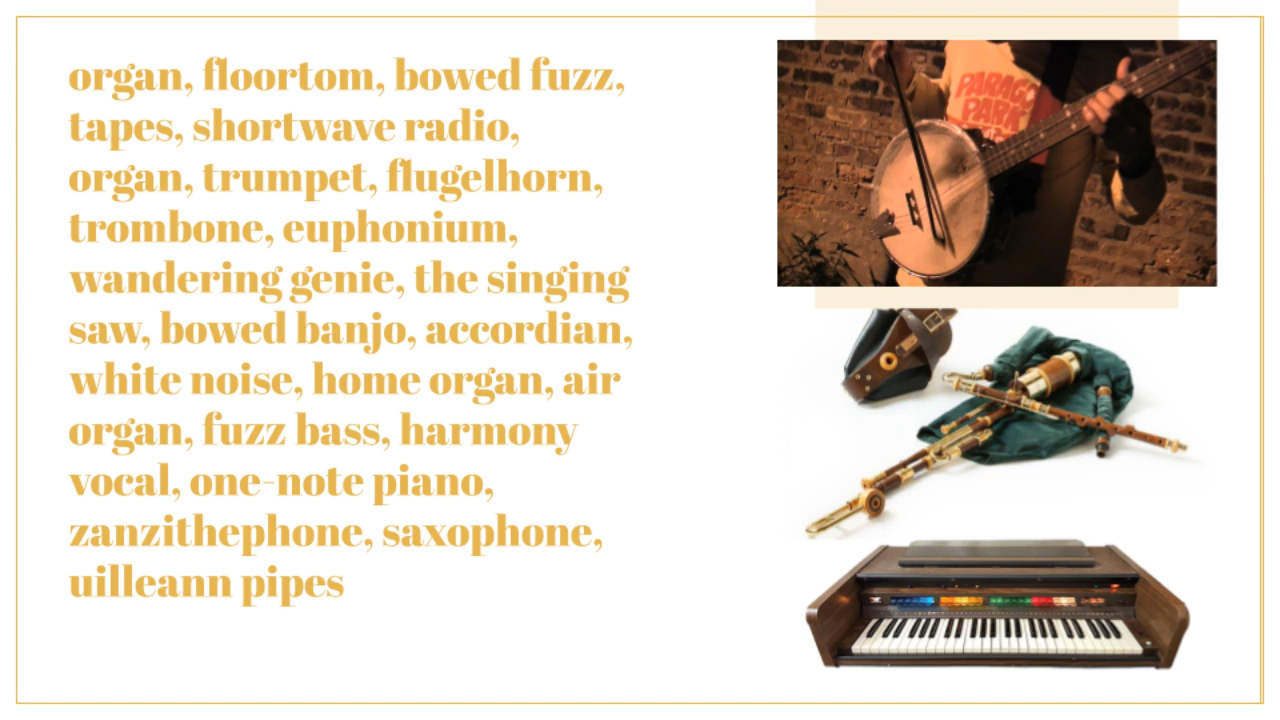 organ, floortom, bowed fuzz,
tapes, shortwave radio,
organ, trumpet, flugelhorn,
trombone, euphonium,
wandering genie, the singing
saw, bowed banjo, accordian,
white noise, home organ, air
organ, fuzz bass, harmony
vocal, one-note piano,
zanzithephone, saxophone,
uilleann pipes
PARK